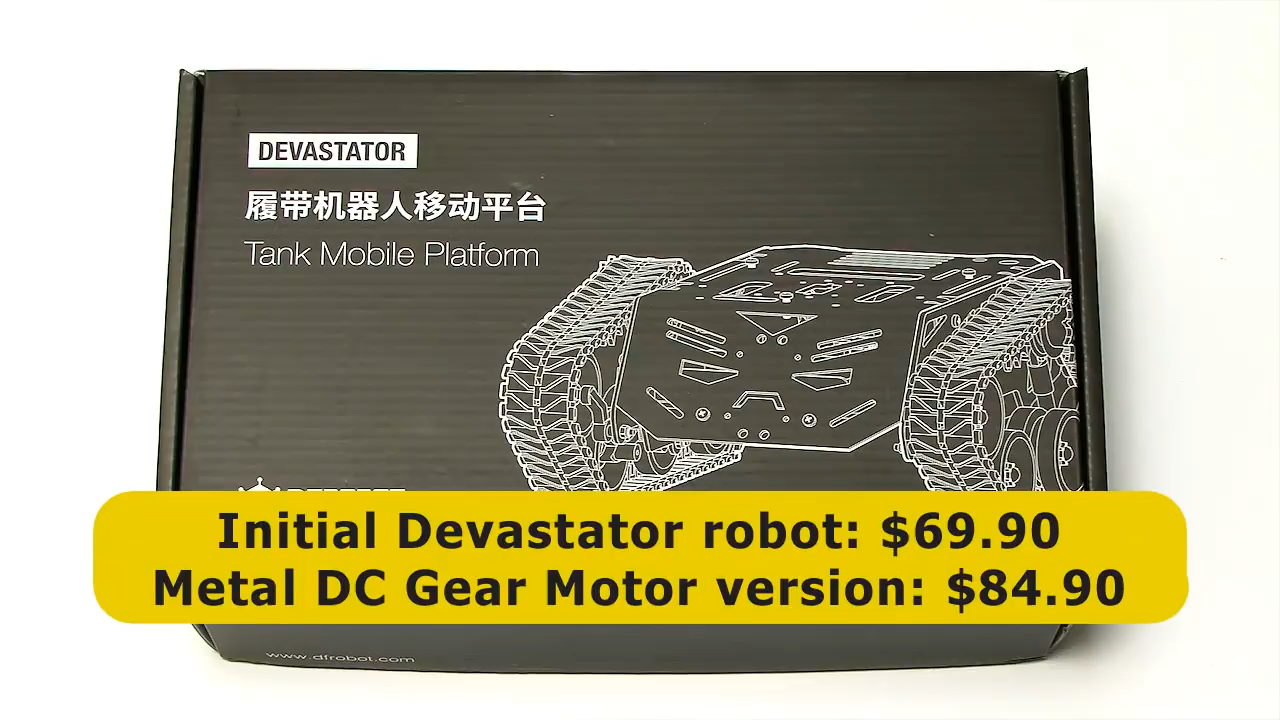 DEVASTATOR
履带机器人移动平台
Tank Mobile Platform
Initial Devastator robot: $69.90
Metal DC Gear Motor version: $84.90
www.dfrobot.com